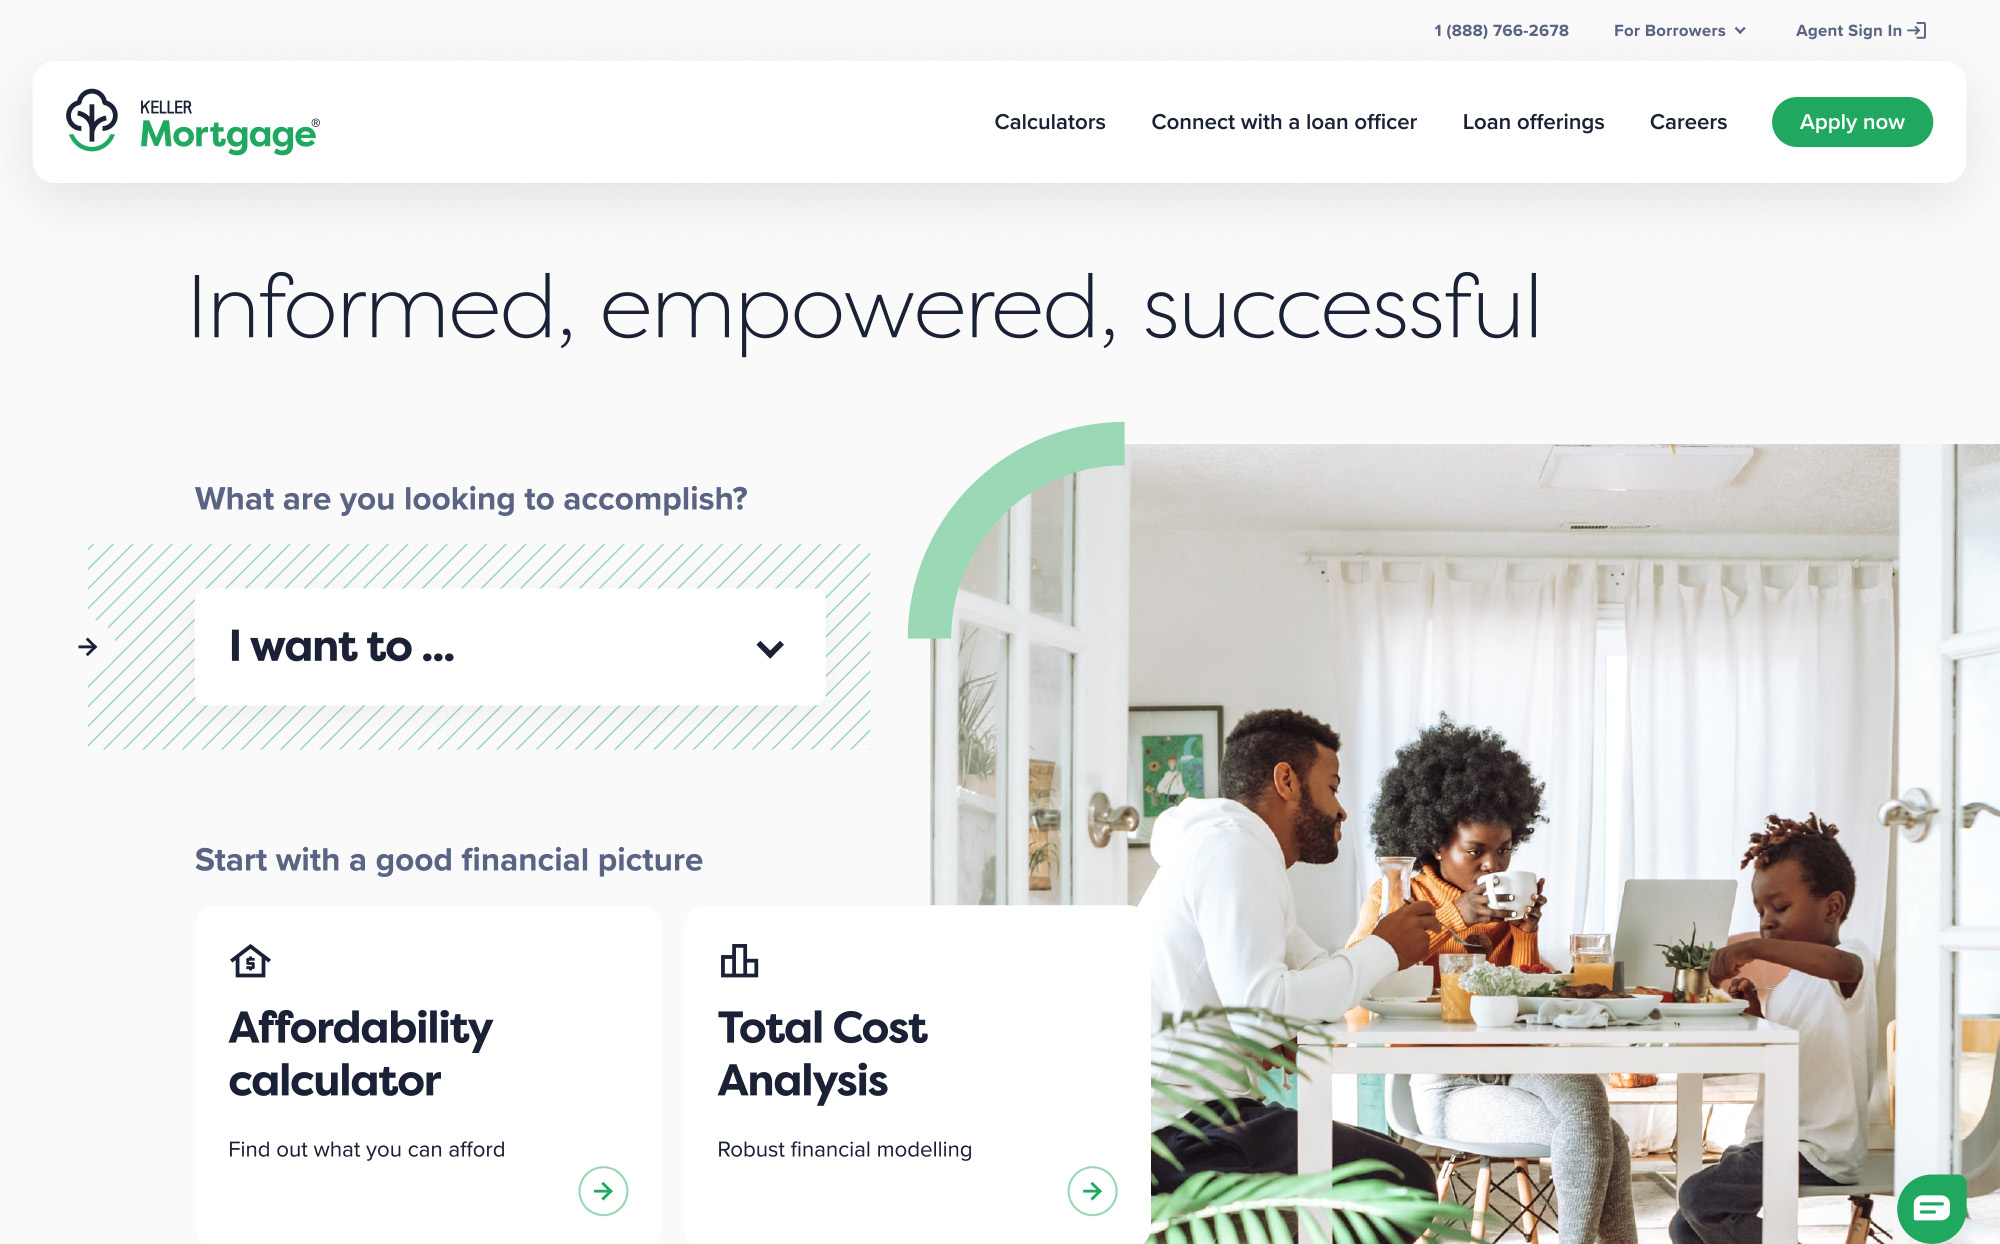 1 (888) 766-2678 For Borrowers Agent Sign In
KELLER
Mortgage®
Calculators Connect with a loan officer Loan offerings Careers Apply now
Informed, empowered, successful
What are you looking to accomplish?
I want to ...
Start with a good financial picture
Affordability
calculator
Find out what you can afford
Total Cost
Analysis
Robust financial modelling